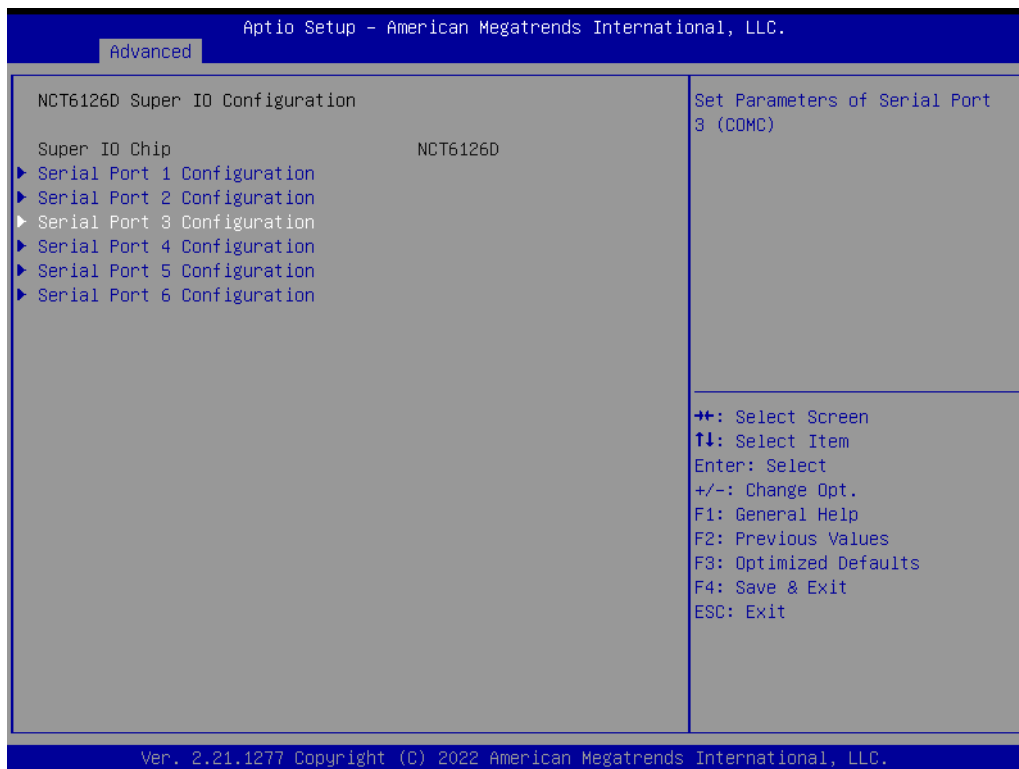 Aptio Setup – American Megatrends International, LLC.
Advanced
NCT6126D Super IO Configuration
Super IO Chip NCT6126D
Serial Port 1 Configuration
Serial Port 2 Configuration
Serial Port 3 Configuration
Serial Port 4 Configuration
Serial Port 5 Configuration
Serial Port 6 Configuration
Set Parameters of Serial Port
3 (COMC)
→←: Select Screen
↑↓: Select Item
Enter: Select
+/-: Change Opt.
F1: General Help
F2: Previous Values
F3: Optimized Defaults
F4: Save & Exit
ESC: Exit
Ver. 2.21.1277 Copyright (C) 2022 American Megatrends International, LLC.